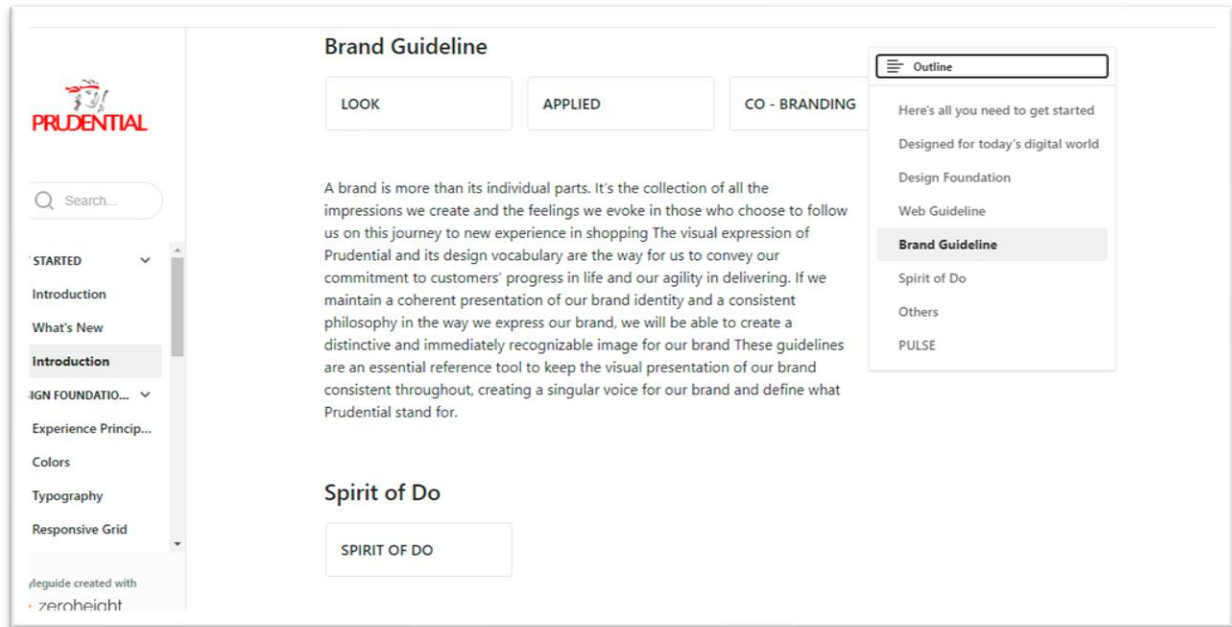 PRUDENTIAL
Search...
STARTED
Introduction
What's New
Introduction
IGN FOUNDATIO...
Experience Princip...
Colors
Typography
Responsive Grid
yleguide created with
zeroheight
Brand Guideline
LOOK
APPLIED
CO - BRANDING
A brand is more than its individual parts. It's the collection of all the
impressions we create and the feelings we evoke in those who choose to follow
us on this journey to new experience in shopping The visual expression of
Prudential and its design vocabulary are the way for us to convey our
commitment to customers' progress in life and our agility in delivering. If we
maintain a coherent presentation of our brand identity and a consistent
philosophy in the way we express our brand, we will be able to create a
distinctive and immediately recognizable image for our brand These guidelines
are an essential reference tool to keep the visual presentation of our brand
consistent throughout, creating a singular voice for our brand and define what
Prudential stand for.
Spirit of Do
SPIRIT OF DO
Outline
Here's all you need to get started
Designed for today's digital world
Design Foundation
Web Guideline
Brand Guideline
Spirit of Do
Others
PULSE